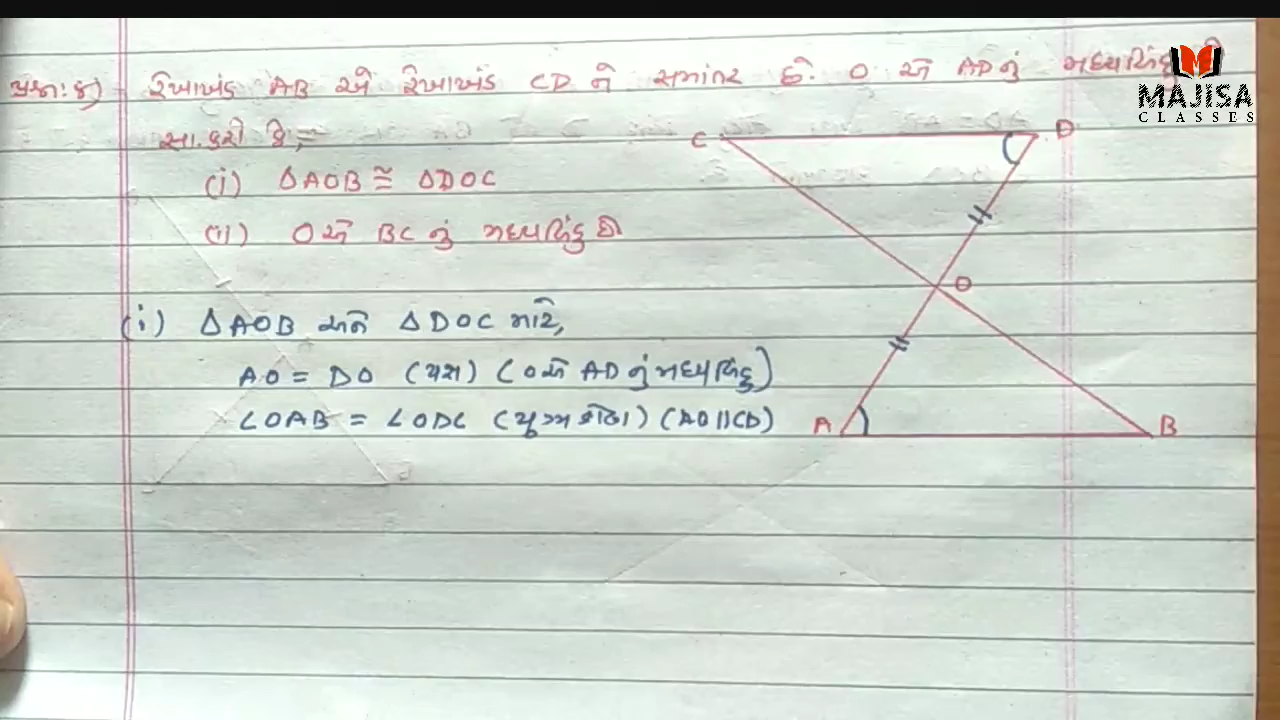 પ્રશ્ન: ૪) રેખાખંડ AB એ રેખાખંડ CD ને સમાંતર છે. O એ AD નું મધ્યબિંદુ
સા. કરો કે,
(i) ΔAOB ≅ ΔDOC
(ii) O એ BC નું મધ્યબિંદુ છે
(i) ΔAOB અને ΔDOC માટે,
AO = DO (પક્ષ) (O એ AD નું મધ્યબિંદુ)
∠OAB = ∠ODC (યુગ્મકોણ) (AB || CD)
C
D
O
A
B
MAJISA
CLASSES